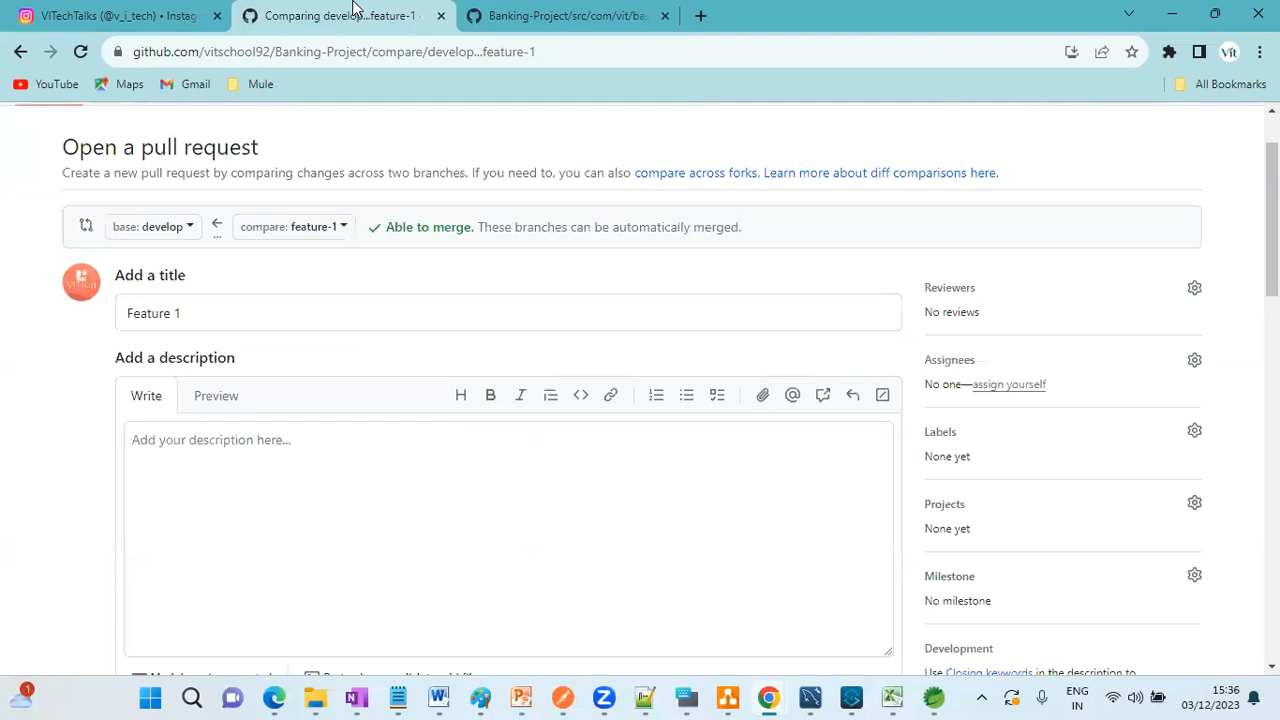 VITechTalks (@v_i_tech) • Instag
Comparing develop...feature-1 ·
Banking-Project/src/com/vit/ba
github.com/vitschool92/Banking-Project/compare/develop...feature-1
Vit
YouTube
Maps
Gmail
Mule
All Bookmarks
Open a pull request
Create a new pull request by comparing changes across two branches. If you need to, you can also compare across forks. Learn more about diff comparisons here.
base: develop
...
compare: feature-1
Able to merge. These branches can be automatically merged.
Add a title
Feature 1
Add a description
Write
Preview
H B I
Add your description here...
Reviewers
No reviews
Assignees
No one—assign yourself
Labels
None yet
Projects
None yet
Milestone
No milestone
Development
Use Closing keywords in the description to
1
ENG
IN
15:36
03/12/2023